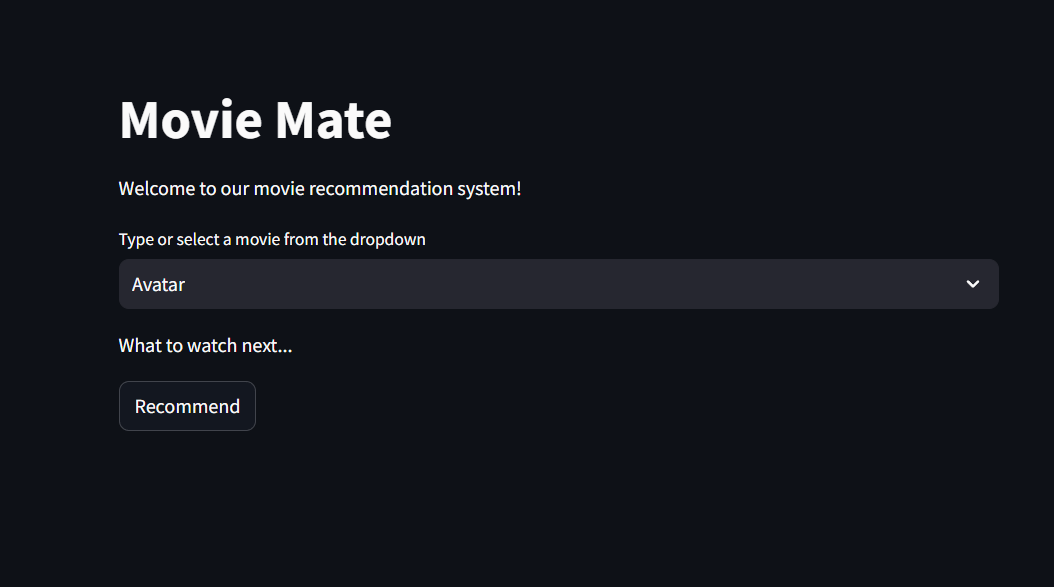 Movie Mate
Welcome to our movie recommendation system!
Type or select a movie from the dropdown
Avatar
What to watch next...
Recommend